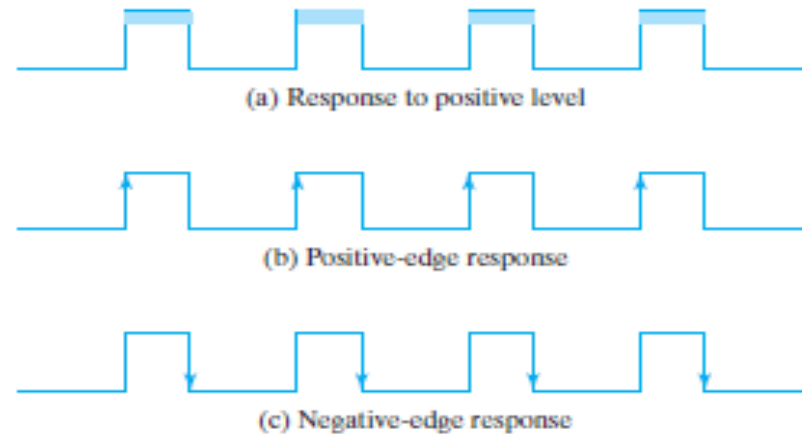 (a) Response to positive level
(b) Positive-edge response
(c) Negative-edge response